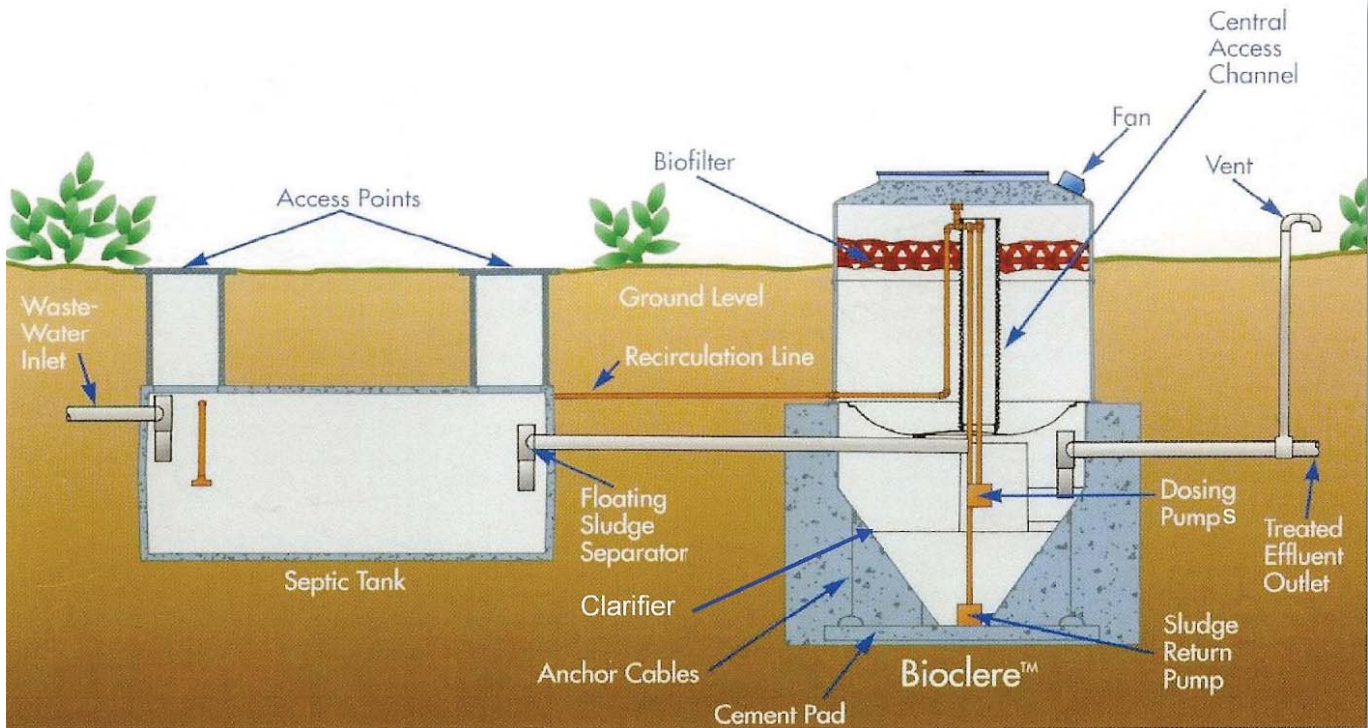 Central
Access
Channel
Fan
Biofilter
Vent
Access Points
Waste-
Water
Inlet
Ground Level
Recirculation Line
Floating
Sludge
Separator
Dosing
Pumps
Treated
Effluent
Outlet
Septic Tank
Clarifier
Anchor Cables
Bioclere™
Sludge
Return
Pump
Cement Pad